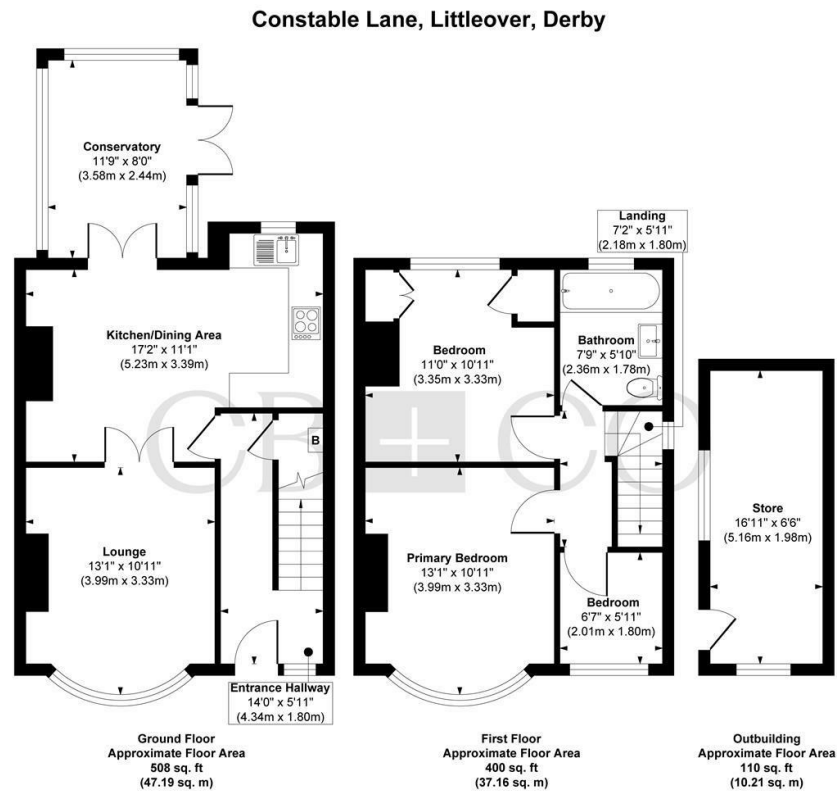 Constable Lane, Littleover, Derby
Conservatory
11'9" x 8'0"
(3.58m x 2.44m)
Landing
7'2" x 5'11"
(2.18m x 1.80m)
Kitchen/Dining Area
17'2" x 11'1"
(5.23m x 3.39m)
Bedroom
11'0" x 10'11"
(3.35m x 3.33m)
Bathroom
7'9" x 5'10"
(2.36m x 1.78m)
B
CB+CO
Lounge
13'1" x 10'11"
(3.99m x 3.33m)
Primary Bedroom
13'1" x 10'11"
(3.99m x 3.33m)
Bedroom
6'7" x 5'11"
(2.01m x 1.80m)
Store
16'11" x 6'6"
(5.16m x 1.98m)
Entrance Hallway
14'0" x 5'11"
(4.34m x 1.80m)
Ground Floor
Approximate Floor Area
508 sq. ft
(47.19 sq. m)
First Floor
Approximate Floor Area
400 sq. ft
(37.16 sq. m)
Outbuilding
Approximate Floor Area
110 sq. ft
(10.21 sq. m)